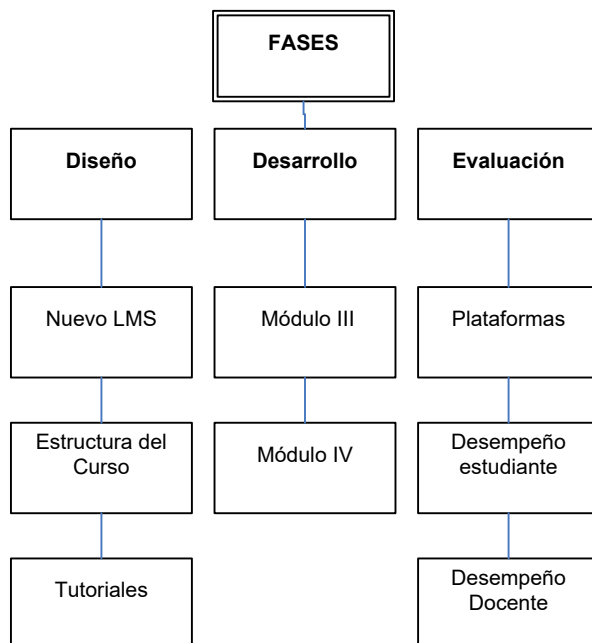 FASES
Diseño
Desarrollo
Evaluación
Nuevo LMS
Módulo III
Plataformas
Estructura del
Curso
Módulo IV
Desempeño
estudiante
Tutoriales
Desempeño
Docente